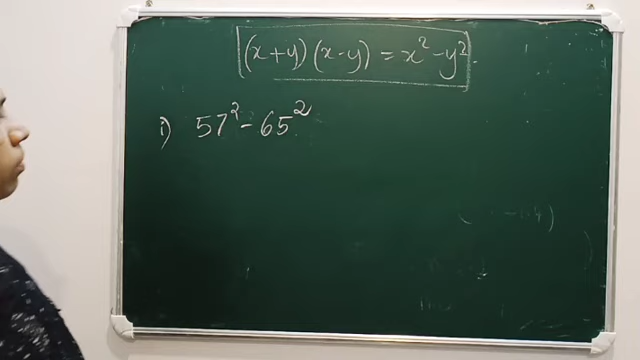 (x+y)(x-y) = x² - y²
i) 57² - 65²